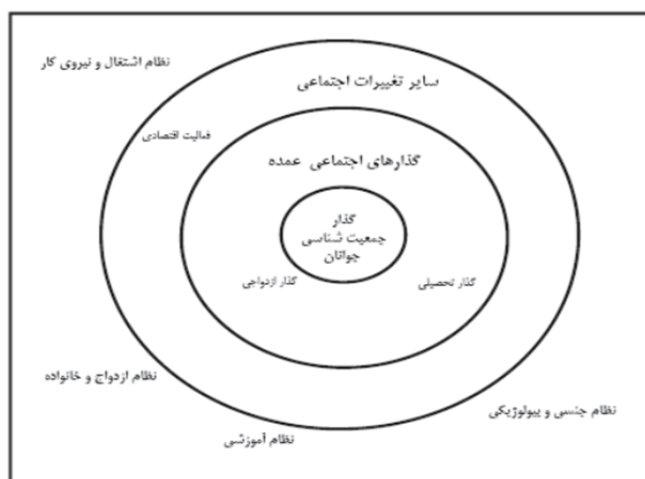 نظام اشتغال و نیروی کار
سایر تغییرات اجتماعی
فعالیت اقتصادی
گذارهای اجتماعی عمده
گذار
جمعیت شناسی
جوانان
گذار تحصیلی
گذار ازدواجی
نظام ازدواج و خانواده
نظام جنسی و بیولوژیکی
نظام آموزشی